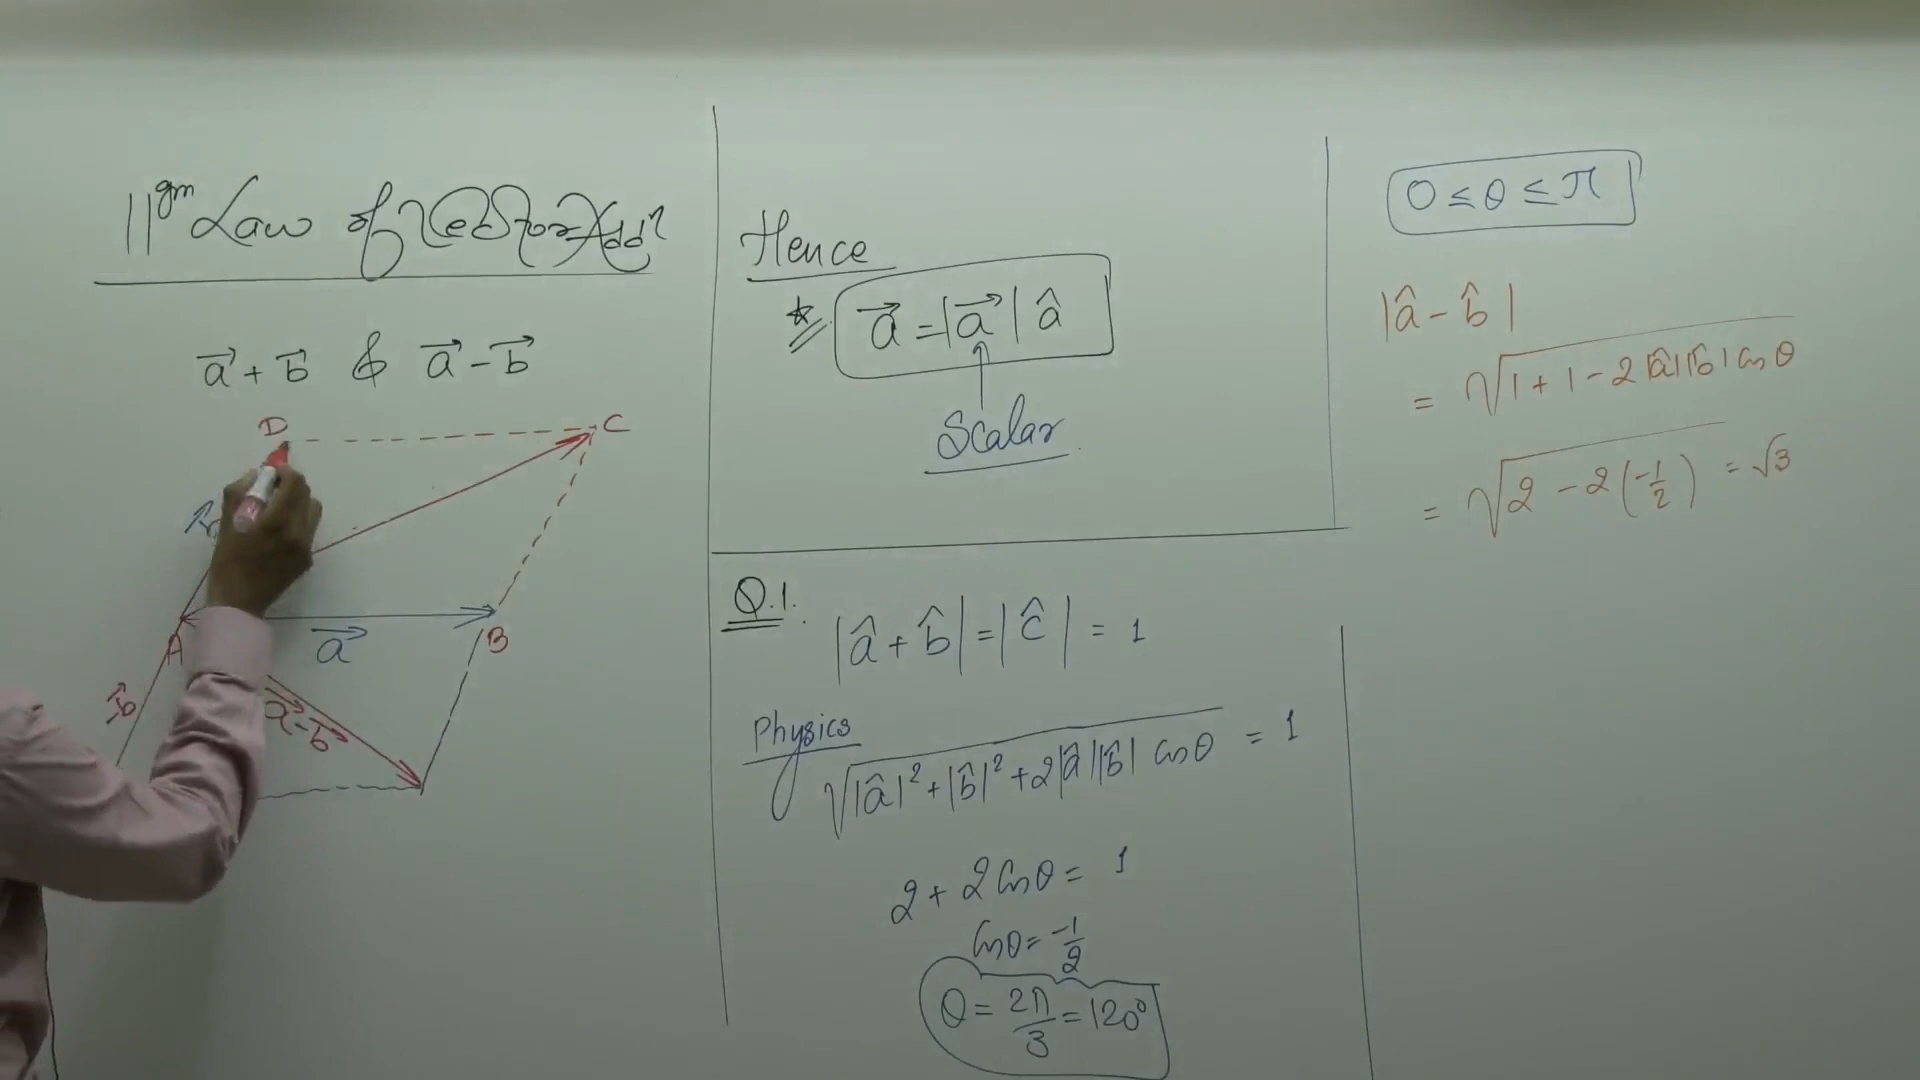 ||gm Law of Vector Addn
a⃗ + b⃗ & a⃗ - b⃗
D
C
A
a⃗
B
-b⃗
a⃗-b⃗
Hence
* a⃗ = |a⃗| â
Scalar
Q.1.
|â + b̂| = |ĉ| = 1
Physics
√|â|² + |b̂|² + 2|â||b̂| cosθ = 1
2 + 2cosθ = 1
cosθ = -1/2
θ = 2π/3 = 120°
0 ≤ θ ≤ π
|â - b̂|
= √1 + 1 - 2|â||b̂| cosθ
= √2 - 2(-1/2) = √3